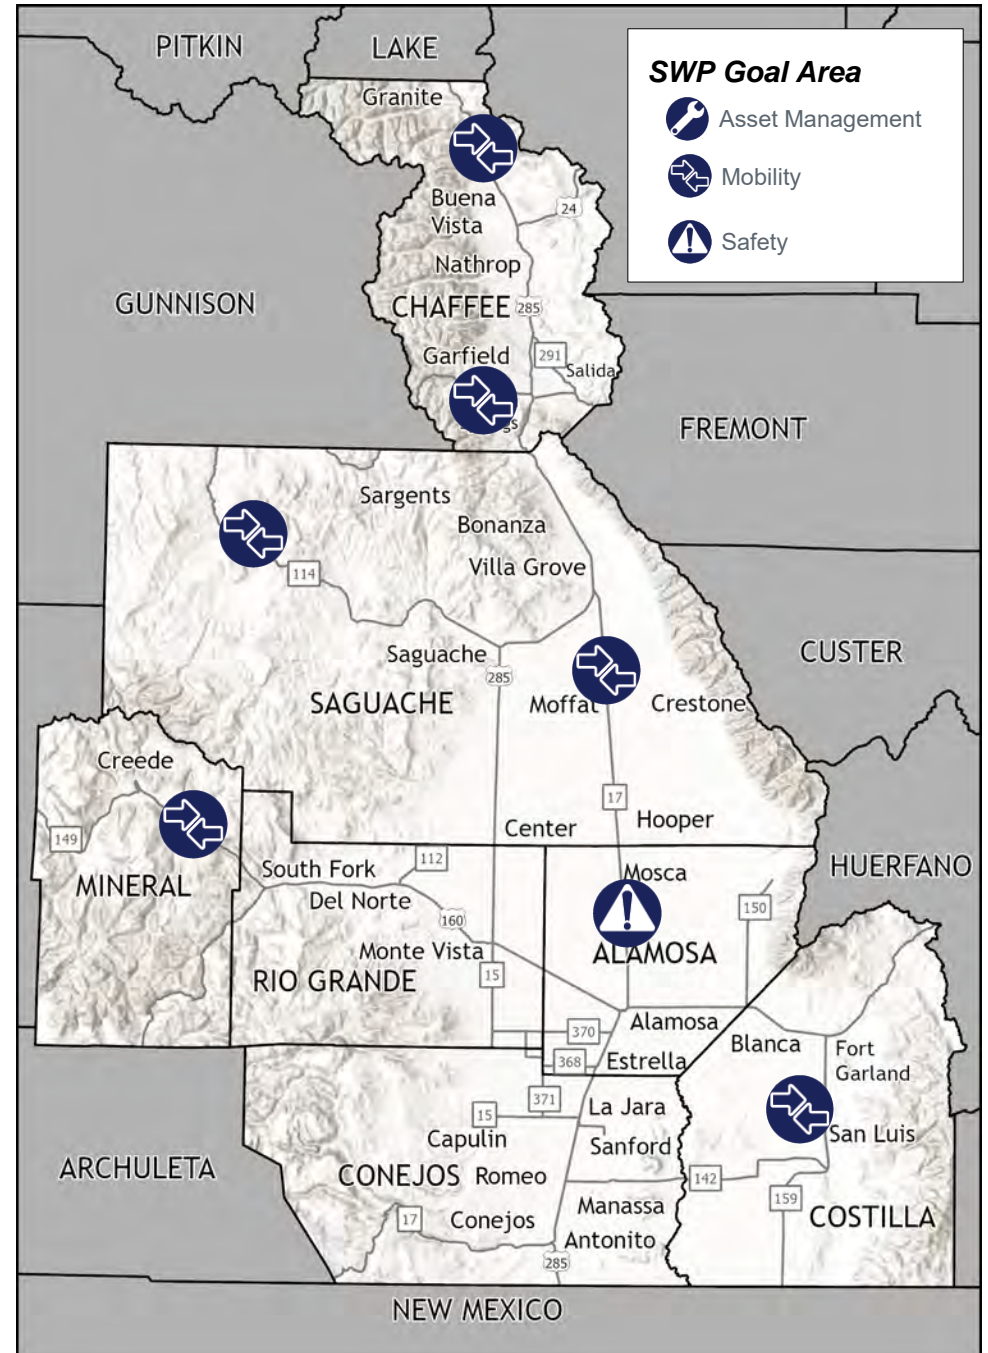 PITKIN
LAKE
SWP Goal Area
Asset Management
Mobility
Safety
Granite
Buena
Vista
24
Nathrop
GUNNISON
CHAFFEE
285
Garfield
291
Salida
FREMONT
Sargents
Bonanza
114
Villa Grove
Saguache
CUSTER
285
SAGUACHE
Moffat
Crestone
Creede
17
Hooper
Center
149
112
South Fork
MINERAL
Mosca
HUERFANO
Del Norte
160
150
Monte Vista
ALAMOSA
RIO GRANDE
15
370
Alamosa
Blanca
Fort
Garland
368
Estrella
371
La Jara
15
Capulin
Sanford
San Luis
ARCHULETA
CONEJOS
Romeo
142
159
Manassa
17
Conejos
COSTILLA
Antonito
285
NEW MEXICO